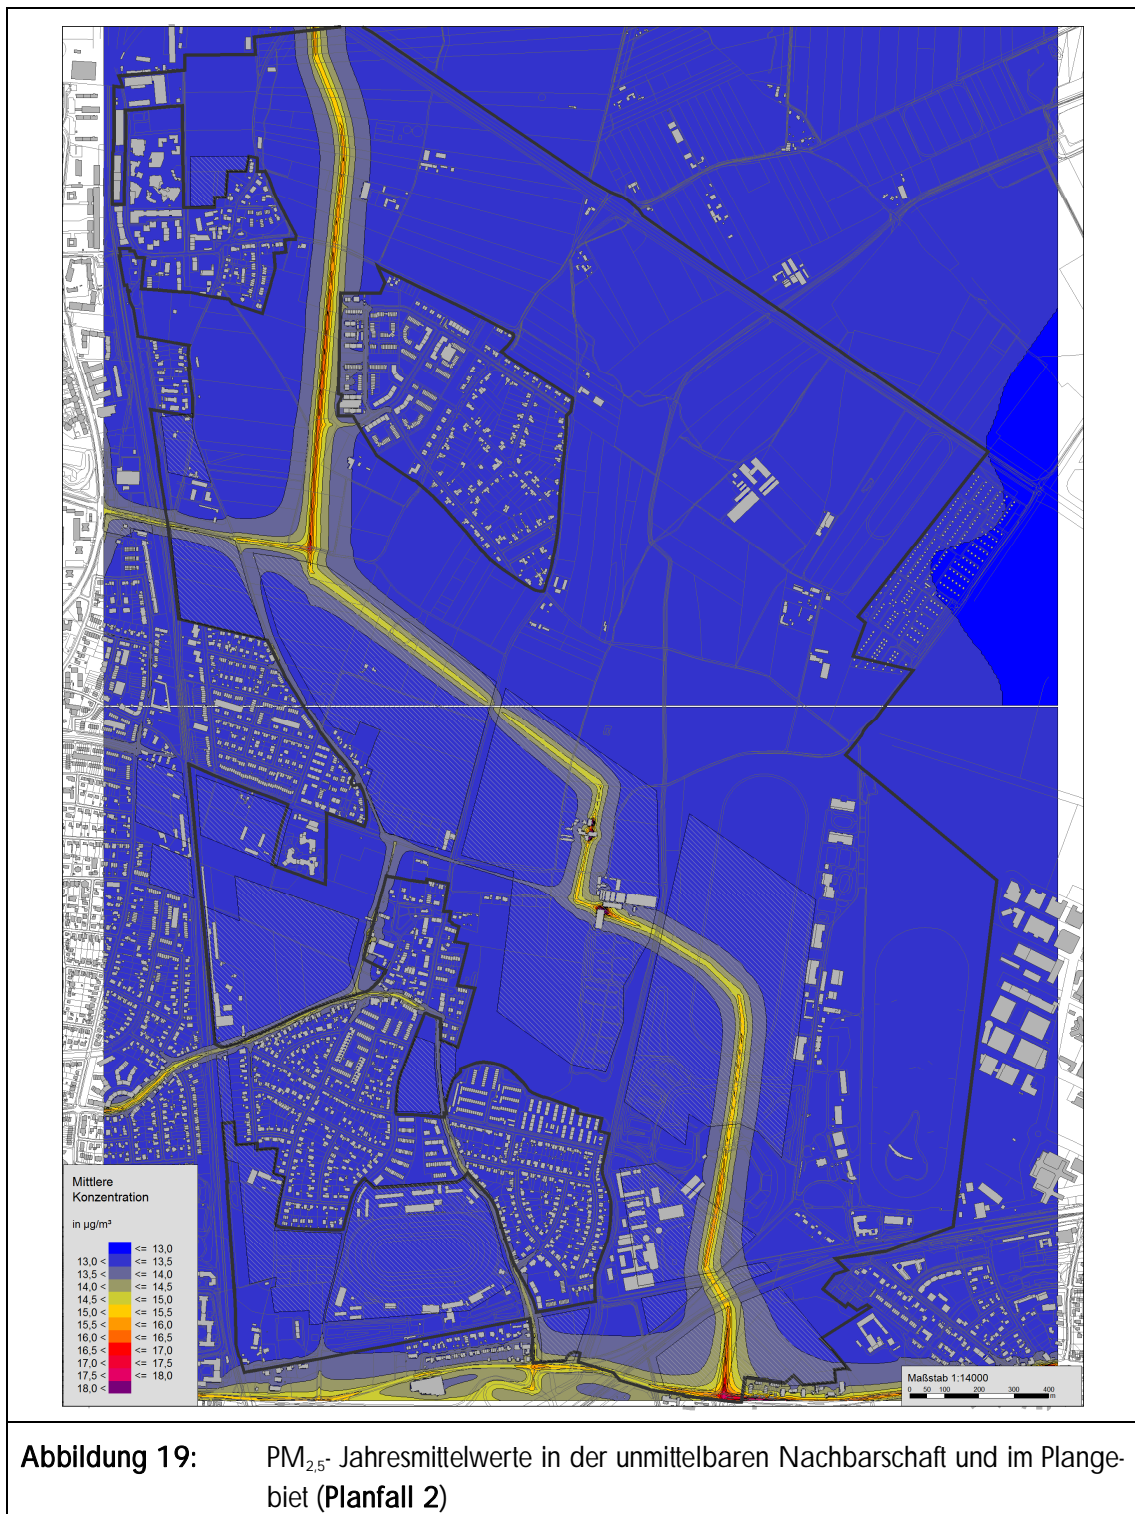 Mittlere
Konzentration
in µg/m³
<= 13,0
13,0 < <= 13,5
13,5 < <= 14,0
14,0 < <= 14,5
14,5 < <= 15,0
15,0 < <= 15,5
15,5 < <= 16,0
16,0 < <= 16,5
16,5 < <= 17,0
17,0 < <= 17,5
17,5 < <= 18,0
18,0 <
Maßstab 1:14000
0 50 100 200 300 400
m
Abbildung 19: PM2,5- Jahresmittelwerte in der unmittelbaren Nachbarschaft und im Plange-
biet (Planfall 2)